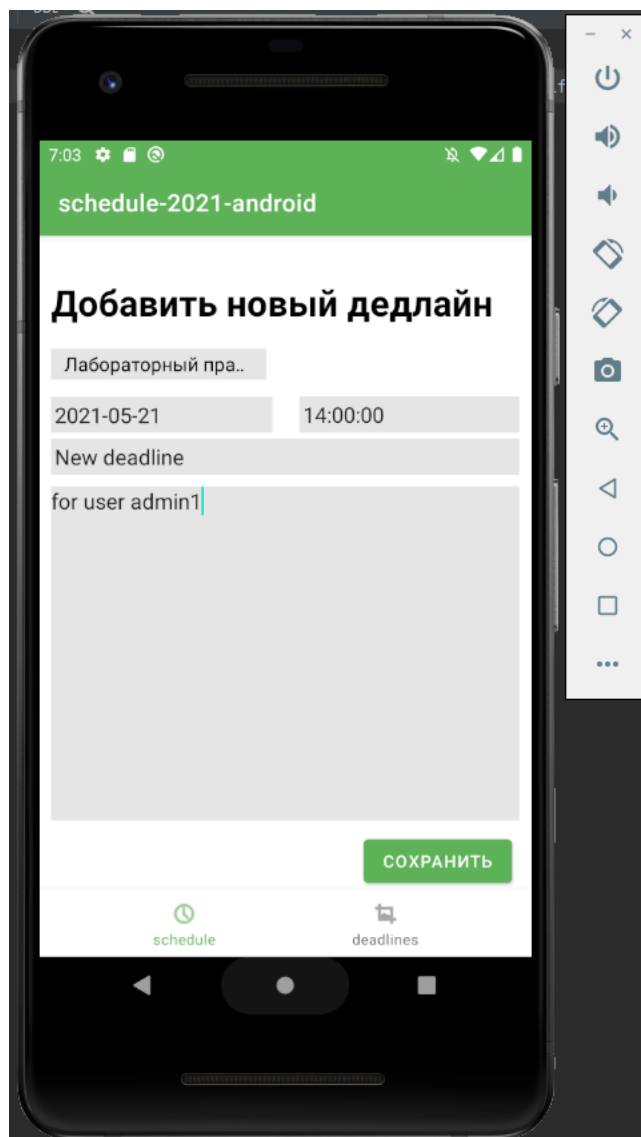 7:03
schedule-2021-android
Добавить новый дедлайн
Лабораторный пра..
2021-05-21 14:00:00
New deadline
for user admin1
СОХРАНИТЬ
schedule deadlines